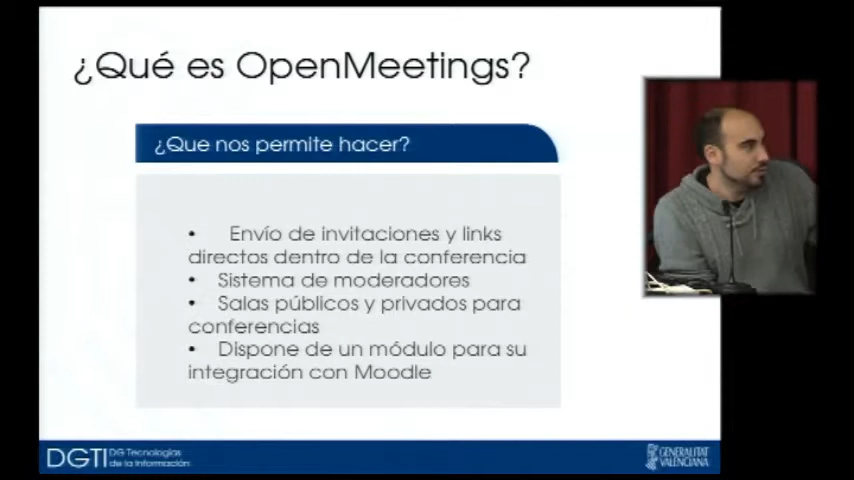 ¿Qué es OpenMeetings?
¿Que nos permite hacer?
• Envío de invitaciones y links
directos dentro de la conferencia
• Sistema de moderadores
• Salas públicos y privados para
conferencias
• Dispone de un módulo para su
integración con Moodle
DGTI DG Tecnologías
de la Información
GENERALITAT
VALENCIANA